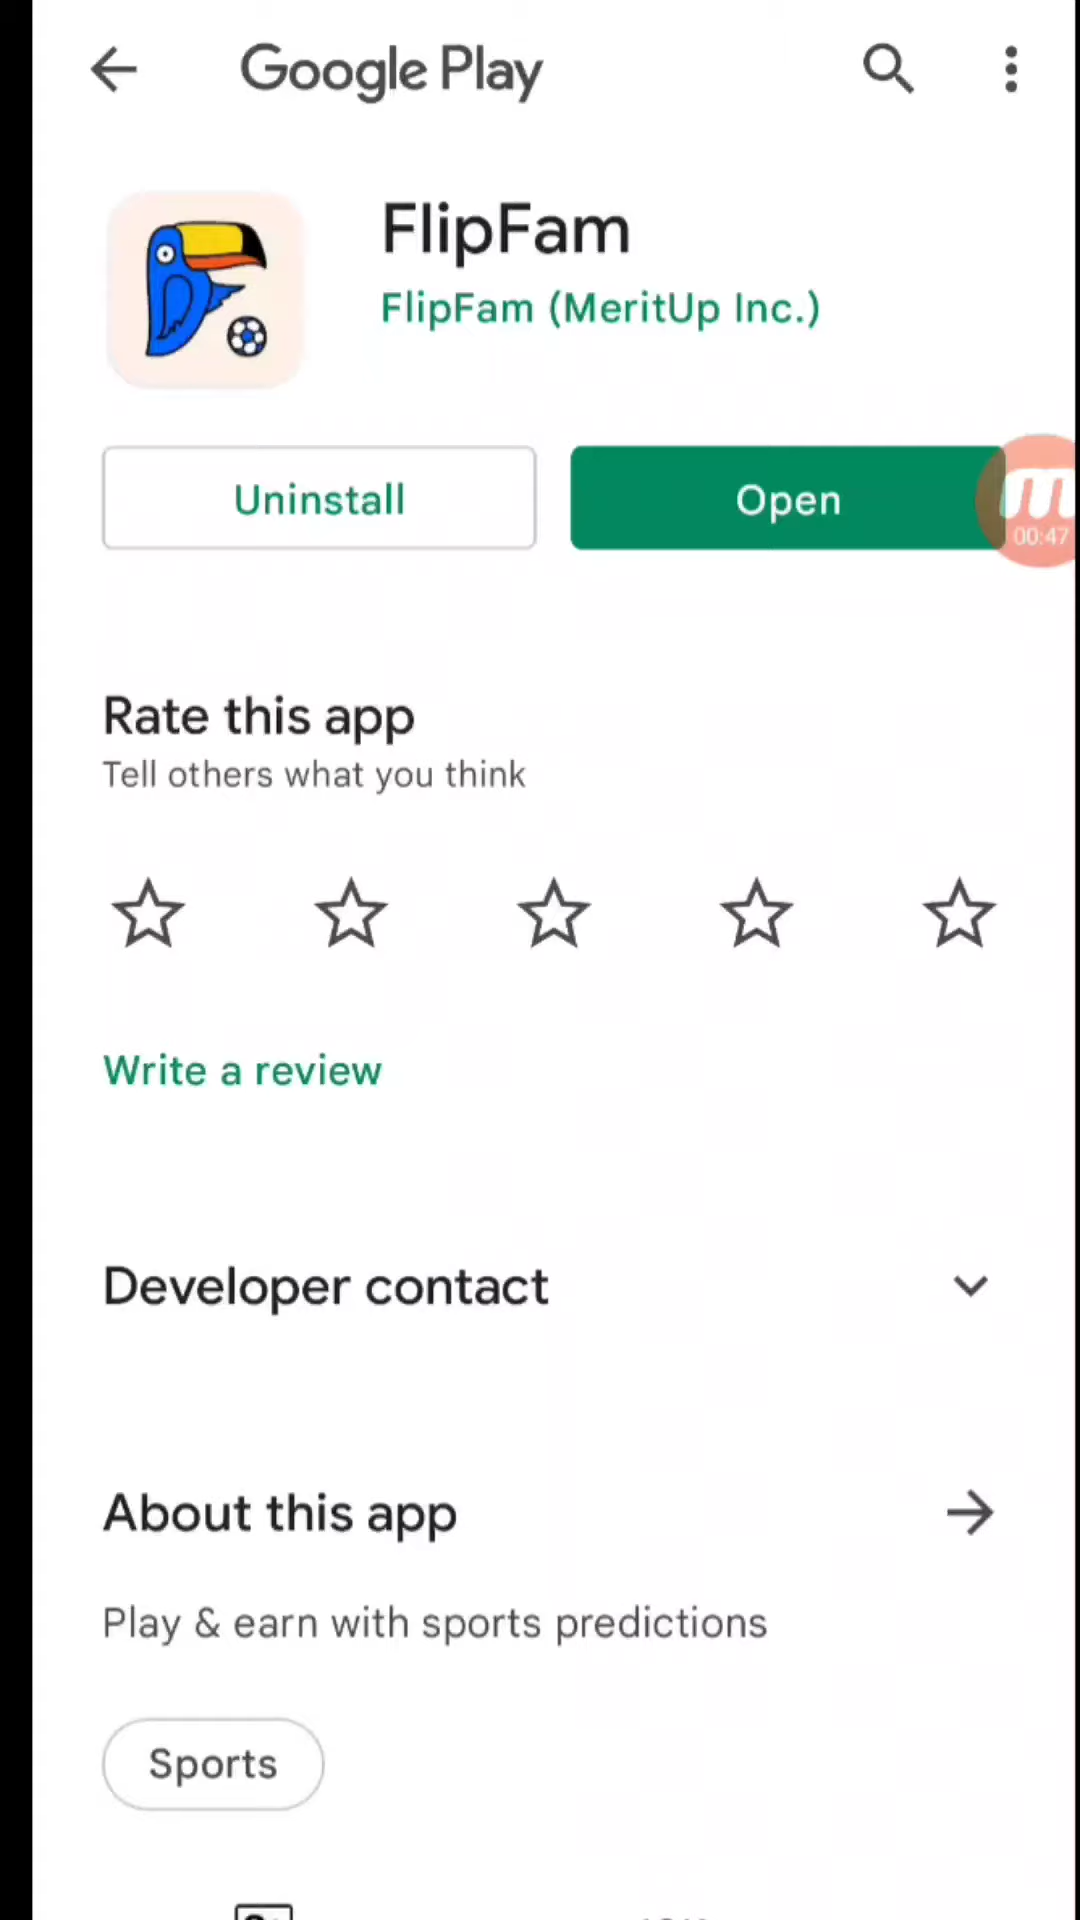 Google Play
FlipFam
FlipFam (MeritUp Inc.)
Uninstall
Open
00:47
Rate this app
Tell others what you think
Write a review
Developer contact
About this app
Play & earn with sports predictions
Sports